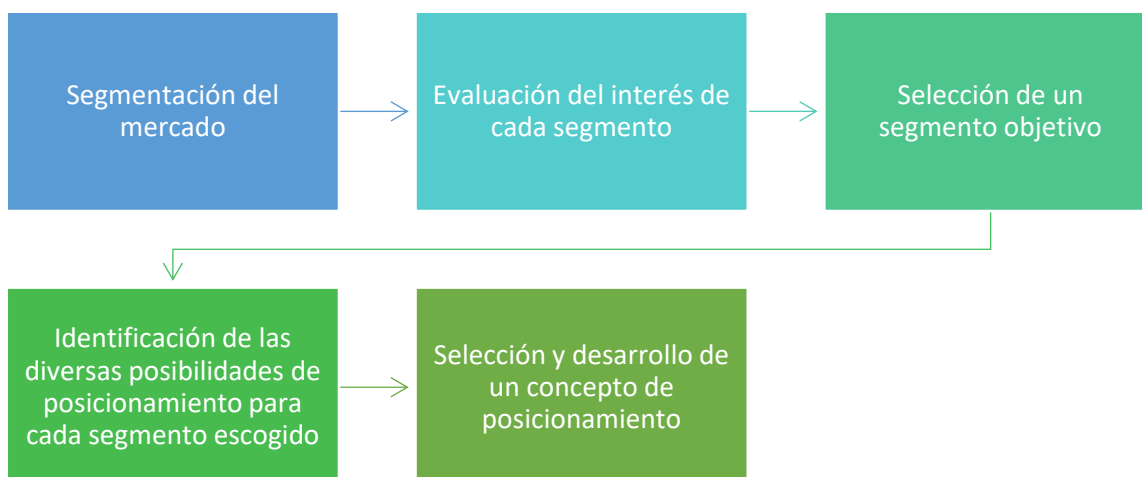 Segmentación del
mercado
Evaluación del interés de
cada segmento
Selección de un
segmento objetivo
Identificación de las
diversas posibilidades de
posicionamiento para
cada segmento escogido
Selección y desarrollo de
un concepto de
posicionamiento